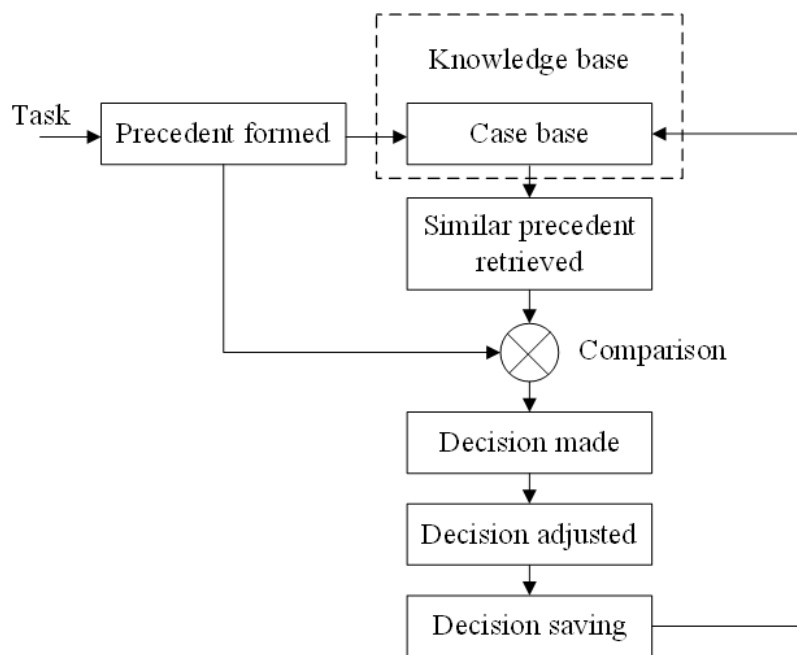 Knowledge base
Task
Precedent formed
Case base
Similar precedent
retrieved
Comparison
Decision made
Decision adjusted
Decision saving